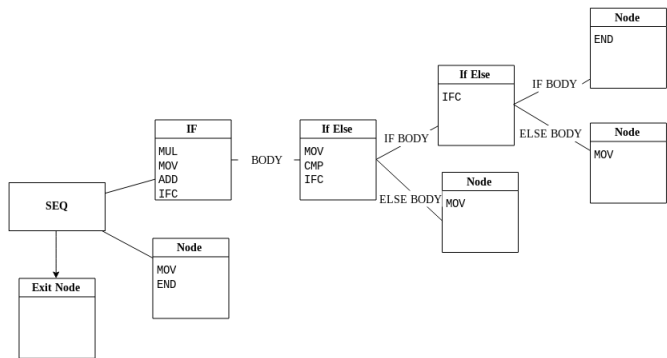 Node
END
If Else
IFC
IF BODY
ELSE BODY
Node
MOV
IF
MUL
MOV
ADD
IFC
BODY
If Else
MOV
CMP
IFC
IF BODY
ELSE BODY
Node
MOV
SEQ
Node
MOV
END
Exit Node